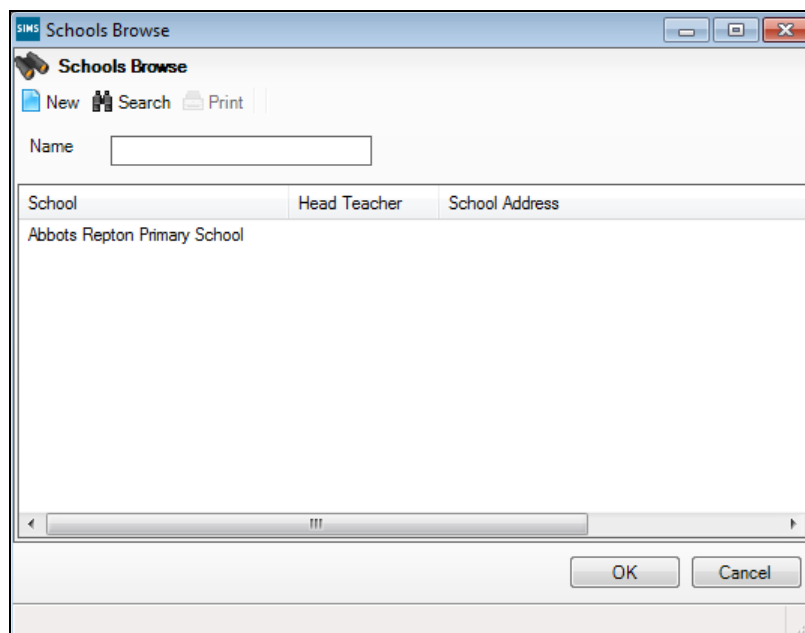 SIMS Schools Browse
Schools Browse
New Search Print
Name
School Head Teacher School Address
Abbots Repton Primary School
OK Cancel